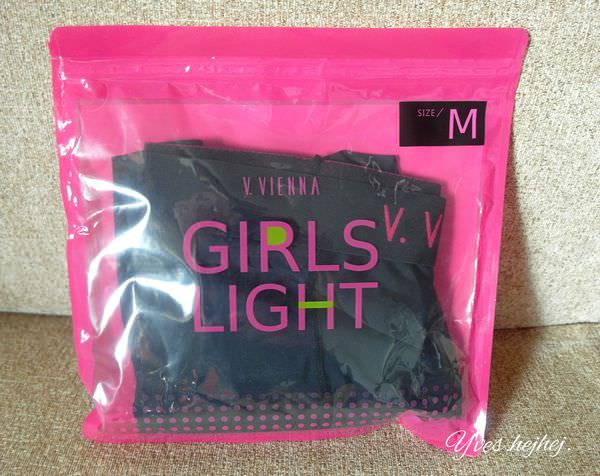 SIZE/M
V. VIENNA
V. V
GIRLS
LIGHT
Yves hejhej.